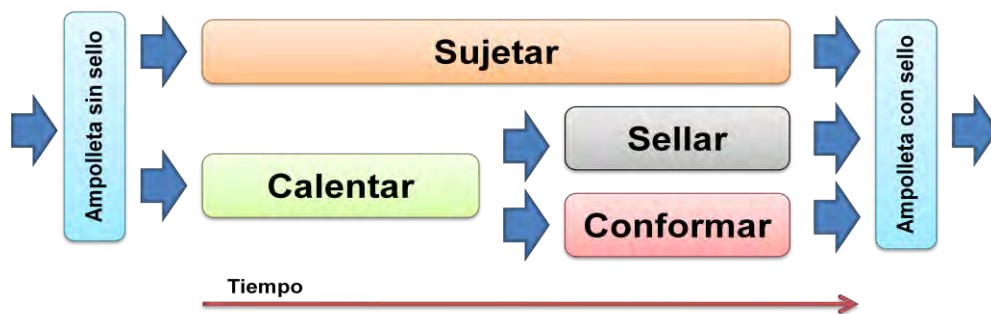 Ampolleta sin sello
Sujetar
Calentar
Sellar
Conformar
Ampolleta con sello
Tiempo